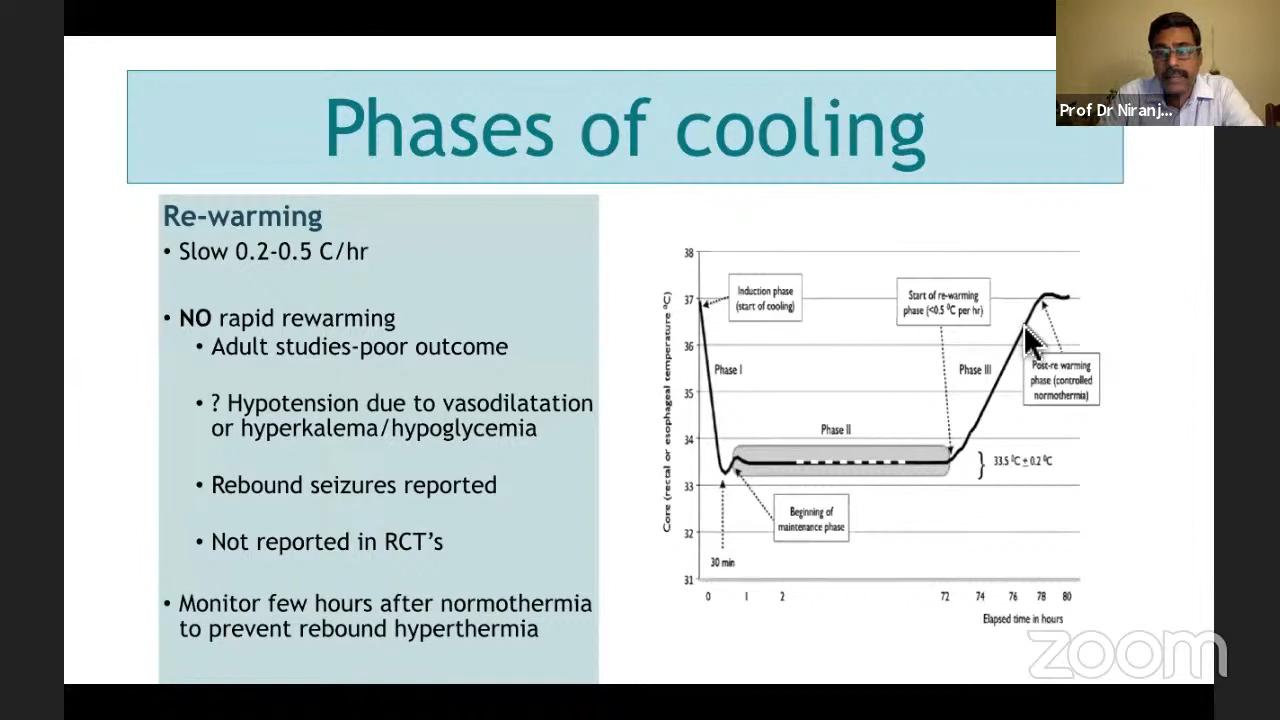 Prof Dr Niranj...
Phases of cooling
Re-warming
• Slow 0.2-0.5 C/hr
• NO rapid rewarming
• Adult studies-poor outcome
• ? Hypotension due to vasodilatation
or hyperkalema/hypoglycemia
• Rebound seizures reported
• Not reported in RCT's
• Monitor few hours after normothermia
to prevent rebound hyperthermia
Core (rectal or esophageal temperature ⁰C)
38
37
36
35
34
33
32
31
Induction phase
(start of cooling)
Phase I
Phase II
Start of re-warming
phase (<0.5 ⁰C per hr)
Phase III
Post-re warming
phase (controlled
normothermia)
33.5 ⁰C ± 0.2 ⁰C
Beginning of
maintenance phase
30 min
0 1 2 72 74 76 78 80
Elapsed time in hours
zoom